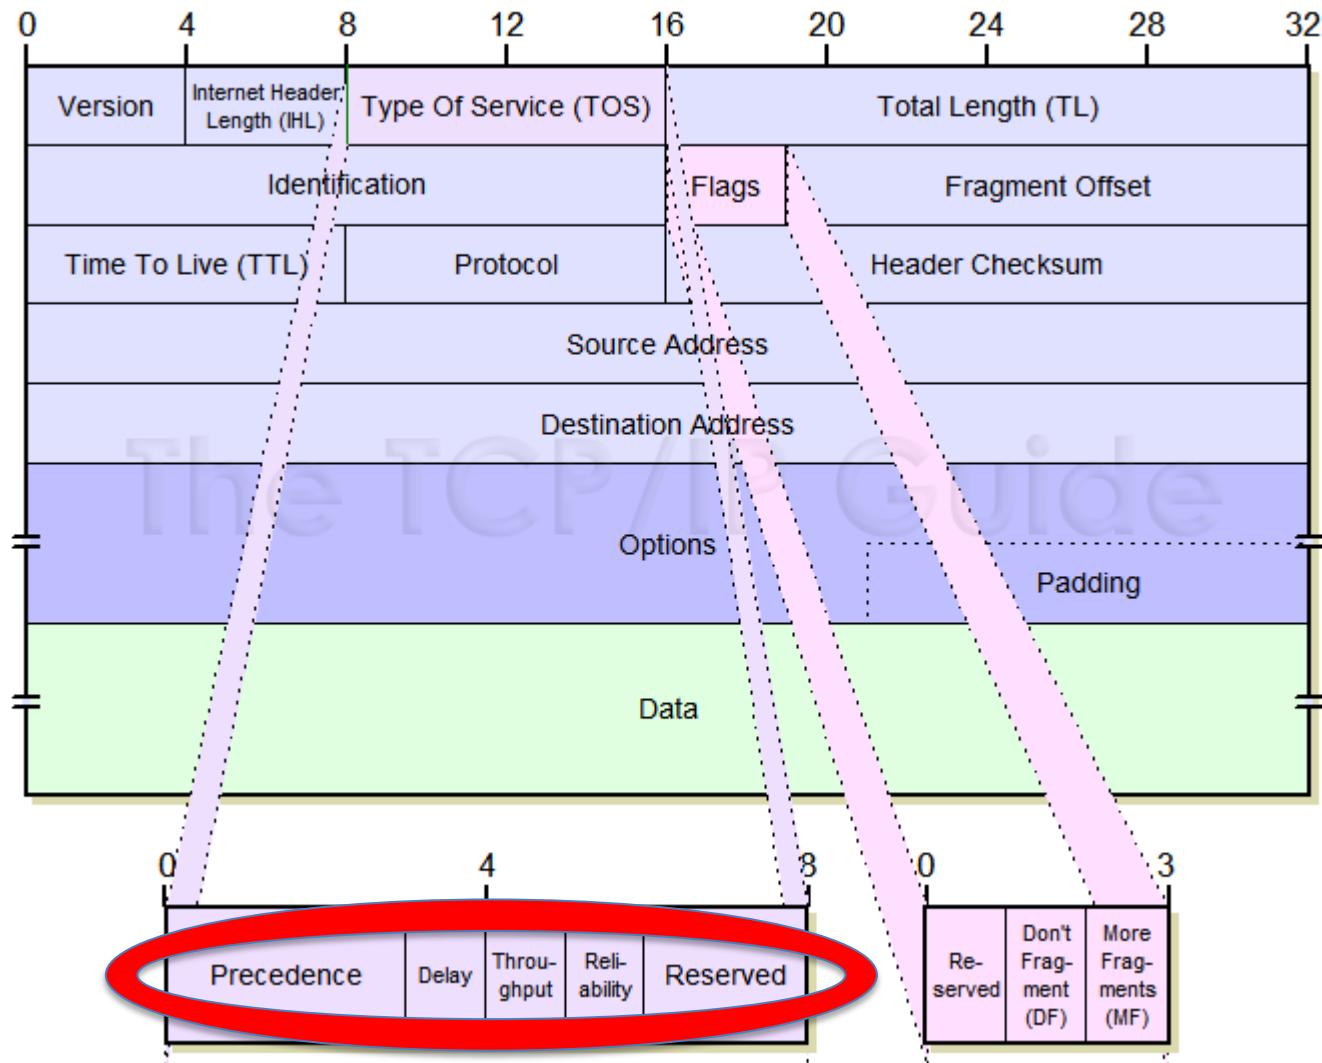 0 4 8 12 16 20 24 28 32
Version
Internet Header
Length (IHL)
Type Of Service (TOS)
Total Length (TL)
Identification
Flags
Fragment Offset
Time To Live (TTL)
Protocol
Header Checksum
Source Address
Destination Address
The TCP/IP Guide
Options
Padding
Data
0 4 8
Precedence
Delay
Throu-
ghput
Reli-
ability
Reserved
0 3
Re-
served
Don't
Frag-
ment
(DF)
More
Frag-
ments
(MF)